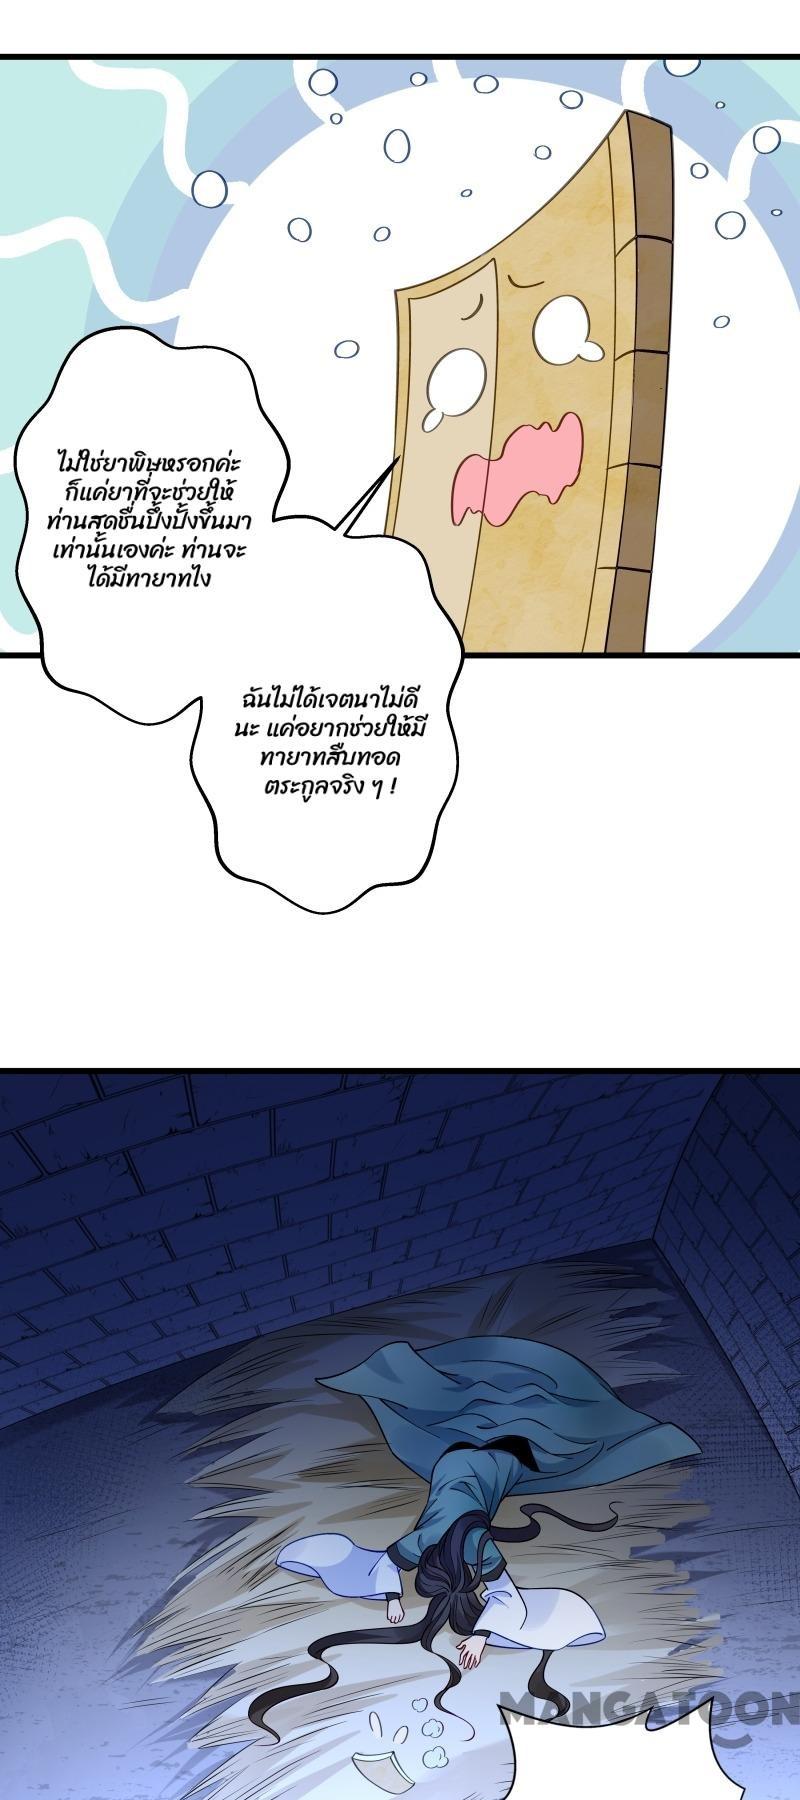 ไม่ใช่ยาพิษหรอกค่ะ
ก็แค่ยาที่จะช่วยให้
ท่านสดชื่นปึ๋งปั๋งขึ้นมา
เท่านั้นเองค่ะ ท่านจะ
ได้มีทายาทไง
ฉันไม่ได้เจตนาไม่ดี
นะ แค่อยากช่วยให้มี
ทายาทสืบทอด
ตระกูลจริง ๆ !
MANGATOON